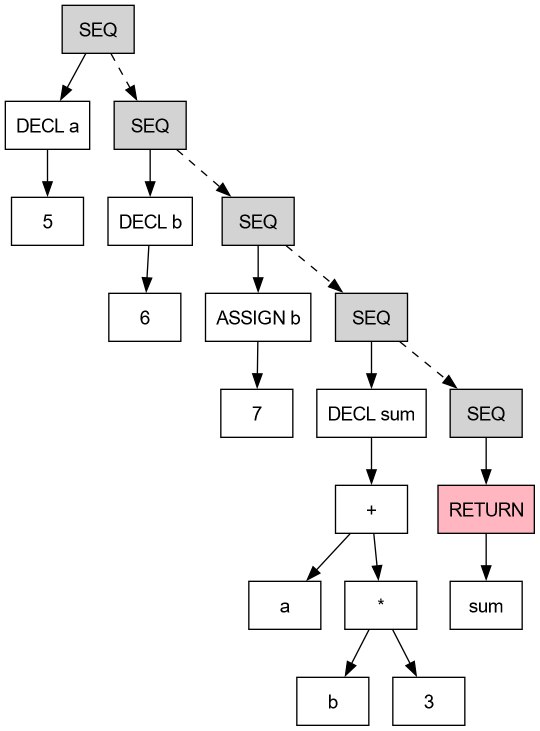 SEQ
DECL a
SEQ
5
DECL b
SEQ
6
ASSIGN b
SEQ
7
DECL sum
SEQ
+
RETURN
a
*
sum
b
3